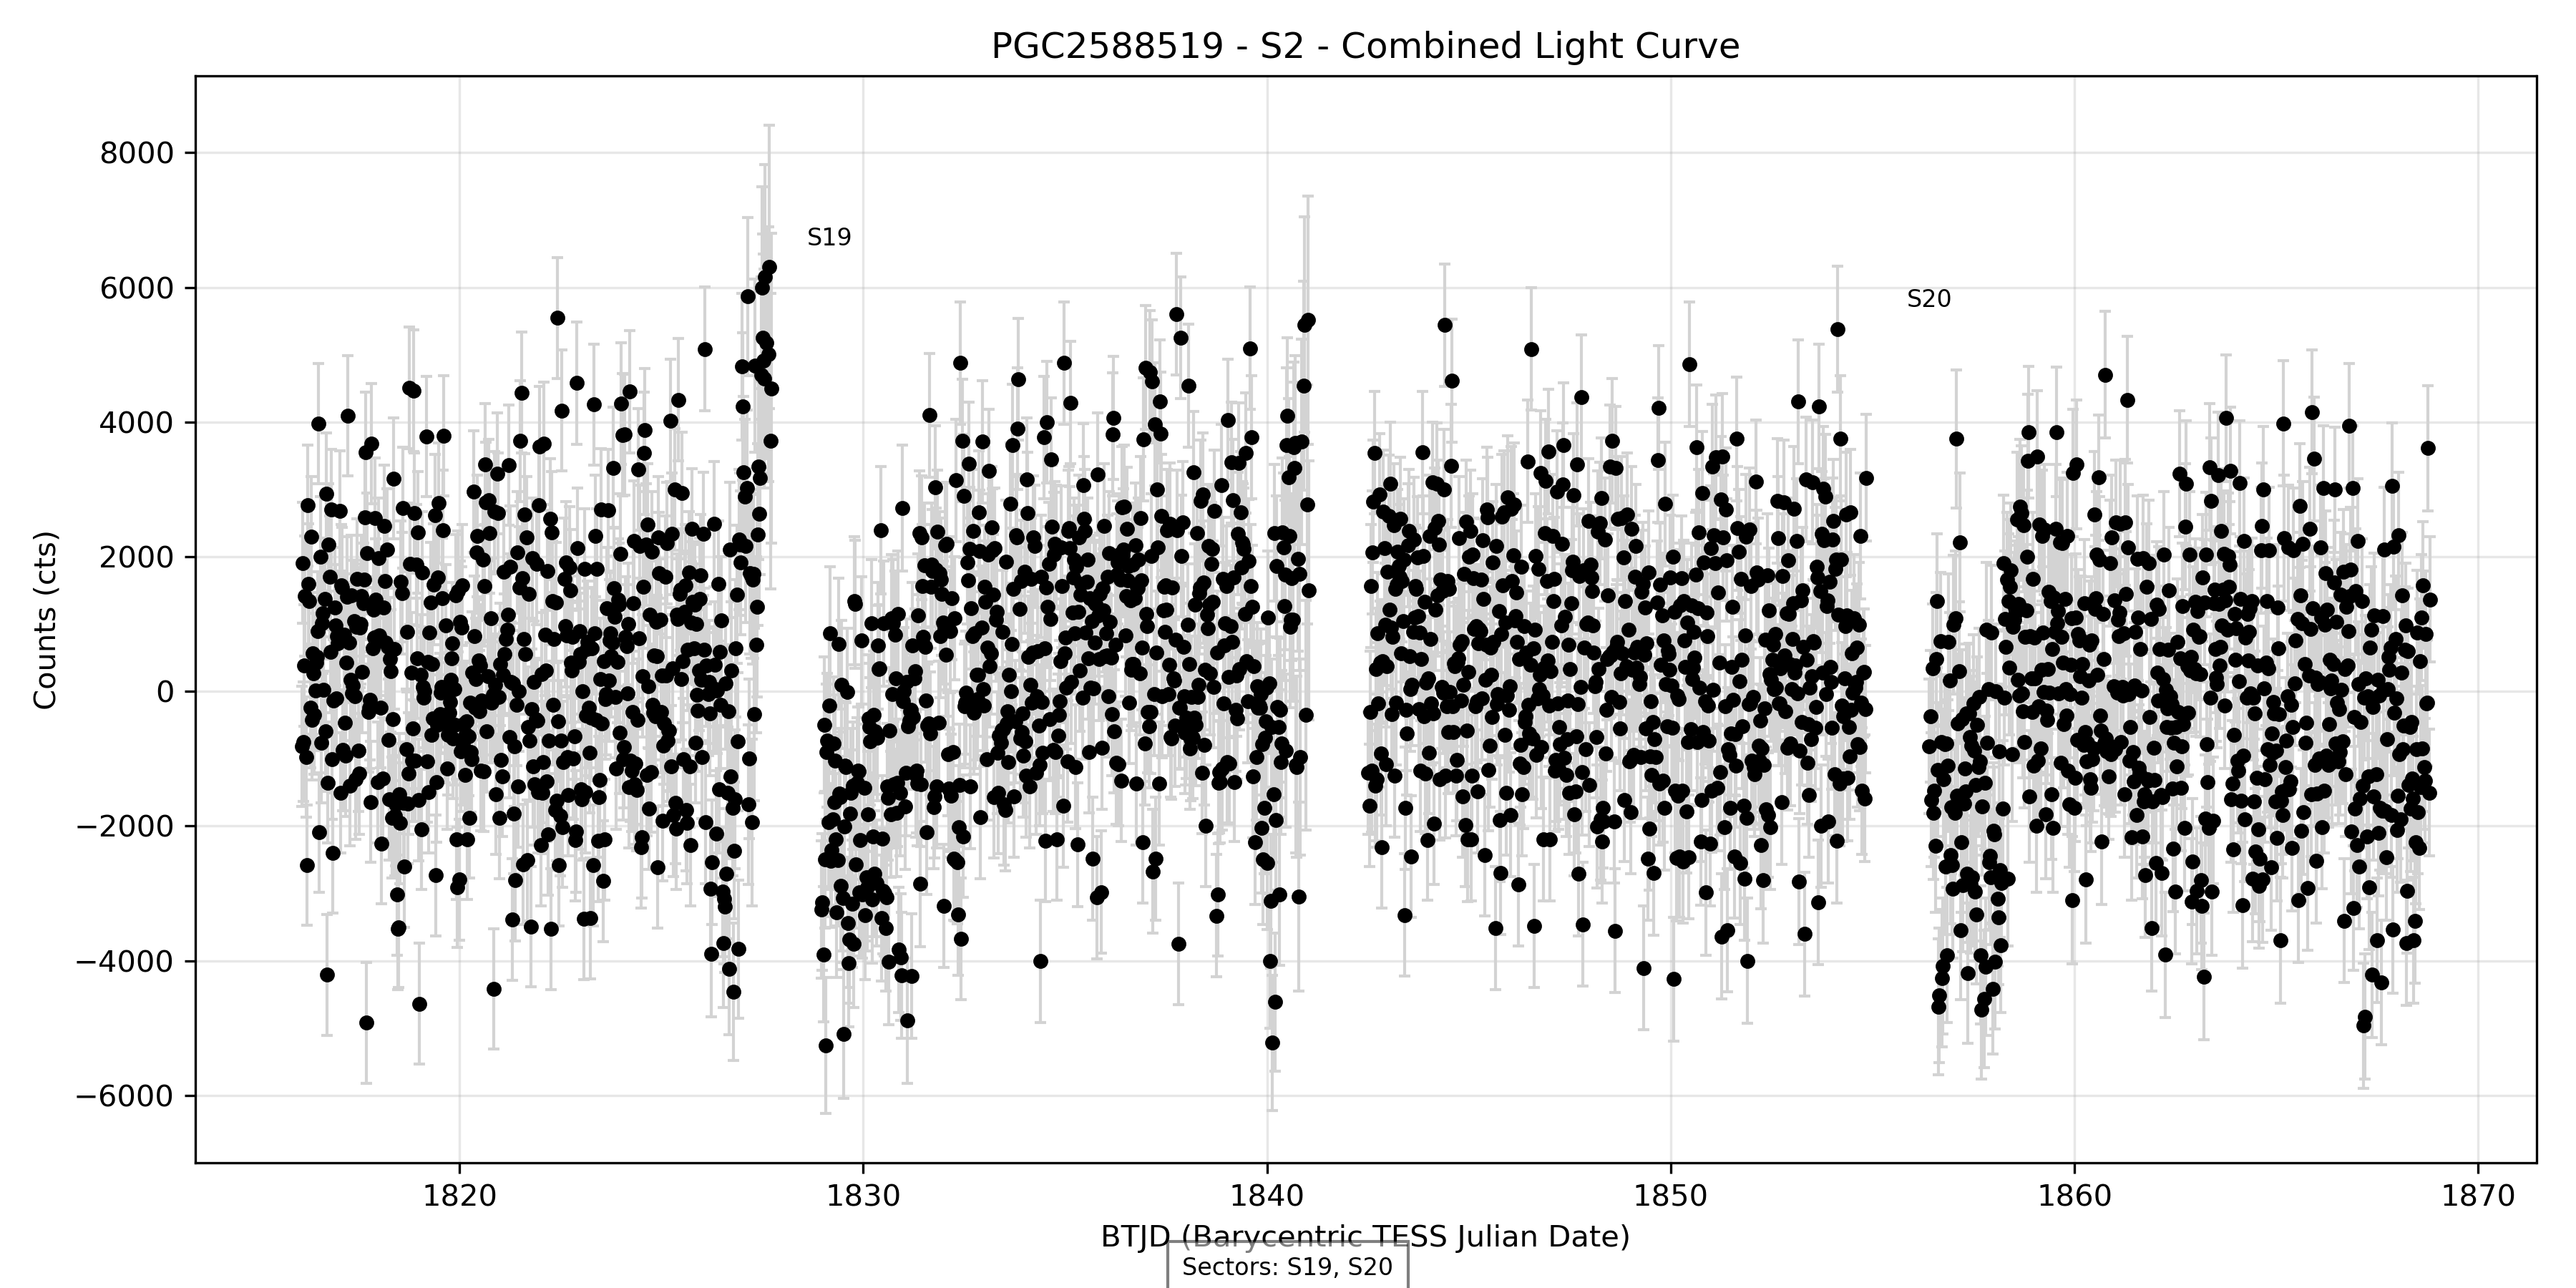 PGC2588519 - S2 - Combined Light Curve
8000
6000
4000
2000
0
−2000
−4000
−6000
Counts (cts)
S19
S20
1820
1830
1840
1850
1860
1870
BTJD (Barycentric TESS Julian Date)
Sectors: S19, S20